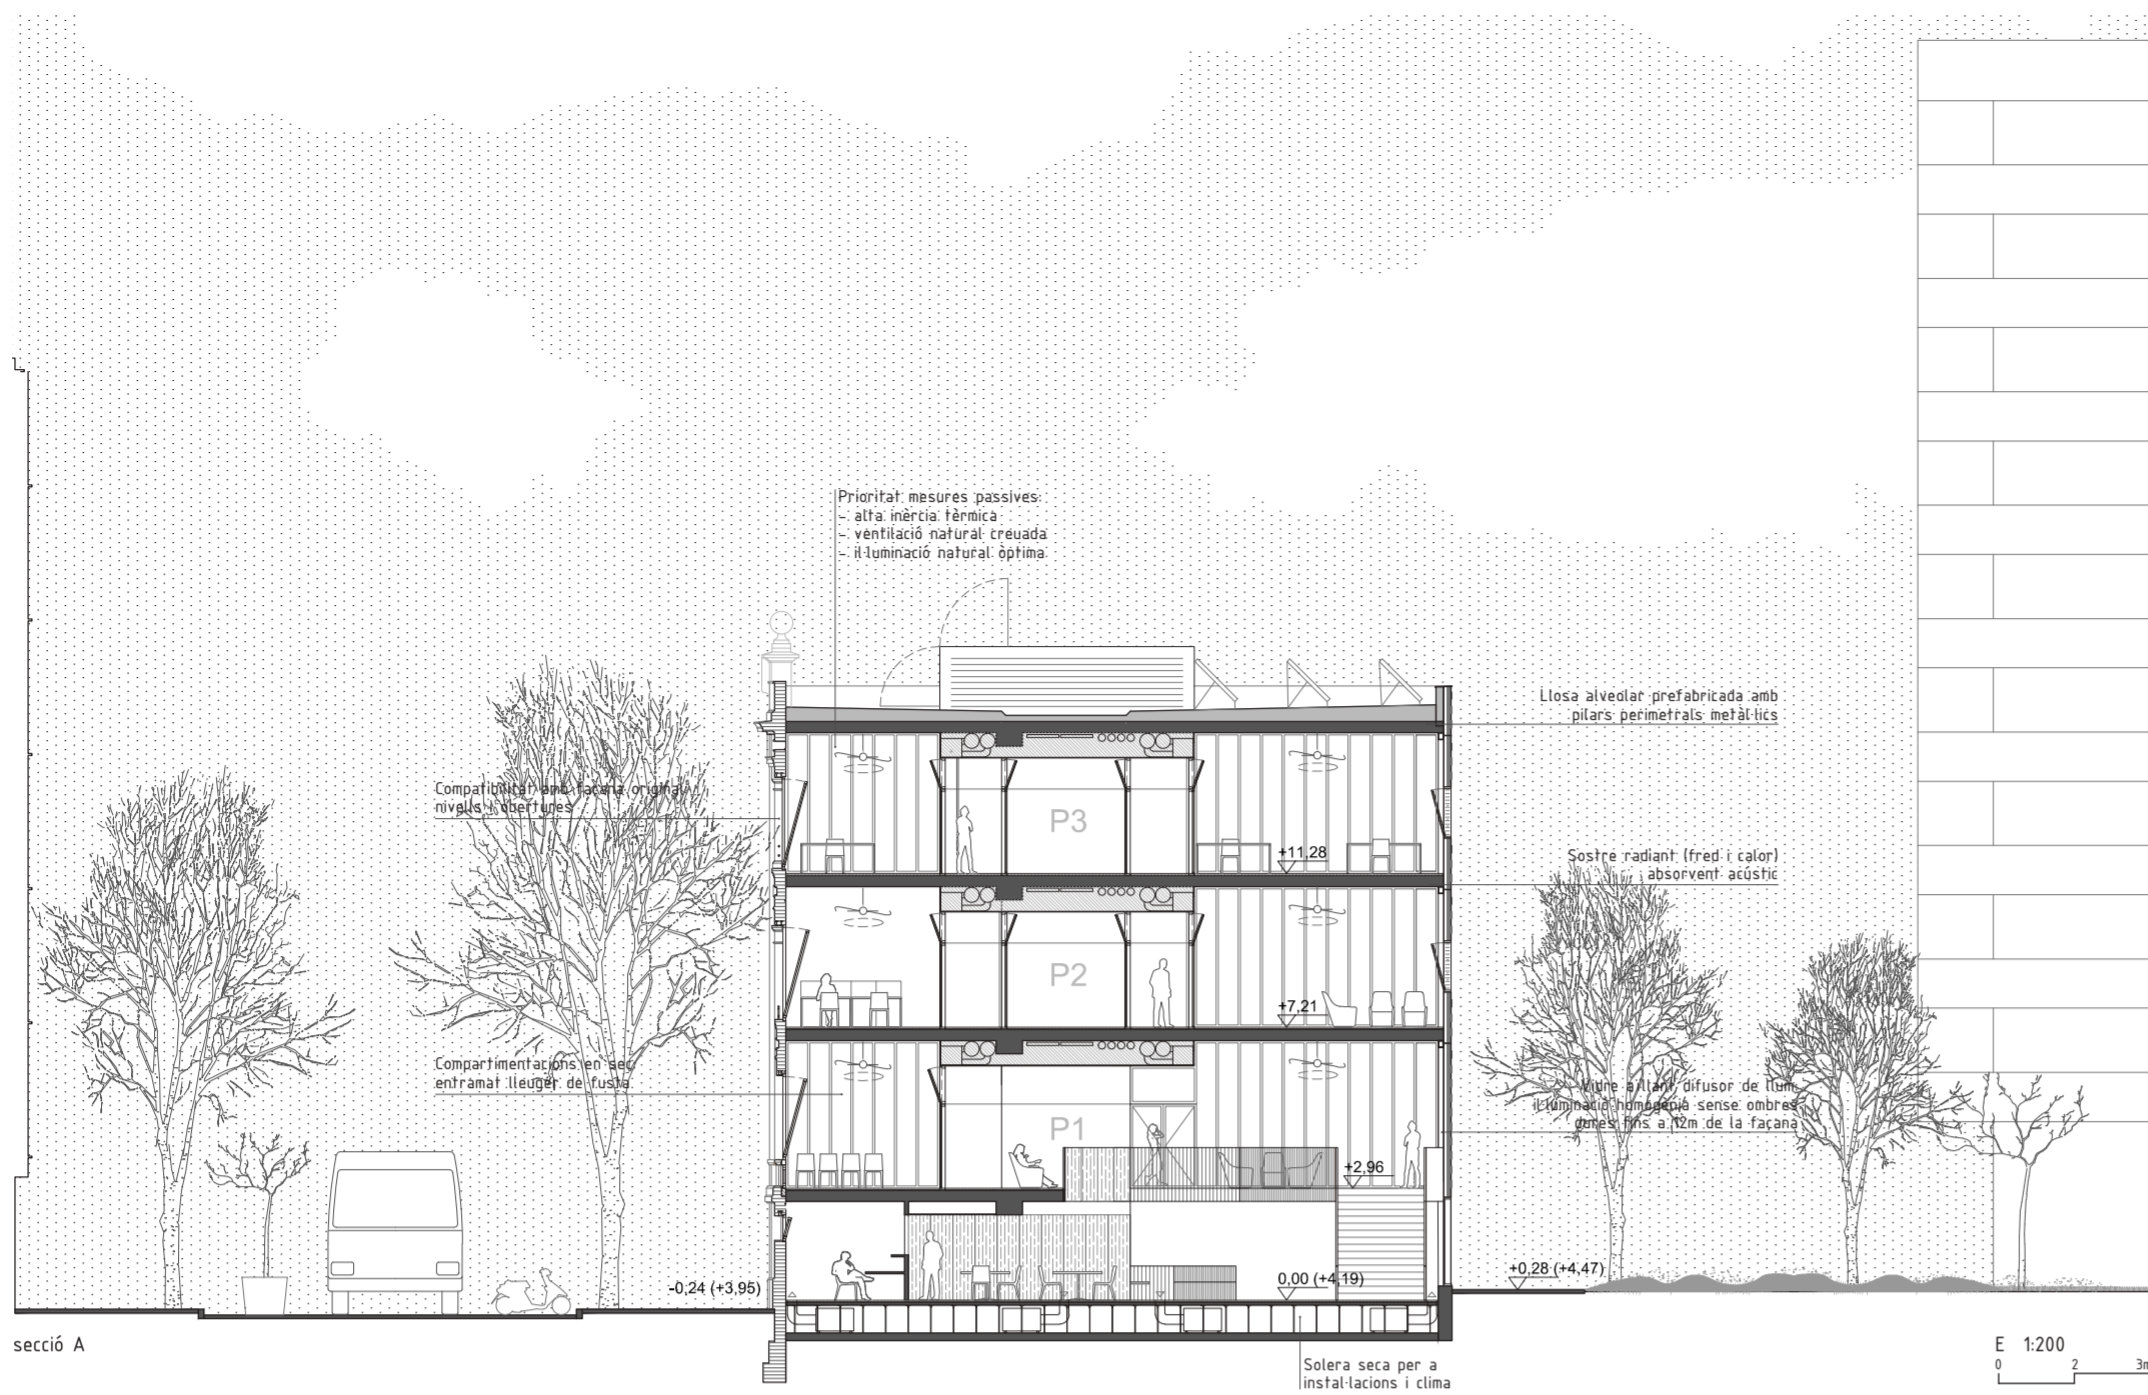 Prioritat mesures passives:
- alta inèrcia tèrmica
- ventilació natural creuada
- il·luminació natural òptima
Llosa alveolar prefabricada amb
pilars perimetrals metàl·lics
Compatibilitat amb façana original:
nivells i obertures
P3
+11,28
Sostre radiant (fred i calor)
absorvent acústic
P2
+7,21
Compartimentacions en sec:
entramat lleuger de fusta
Vidre aïllant, difusor de llum:
il·luminació homogènia sense ombres
dures fins a 12m de la façana
P1
+2,96
-0,24 (+3,95)
0,00 (+4,19)
+0,28 (+4,47)
secció A
Solera seca per a
instal·lacions i clima
E 1:200
0 2 3m